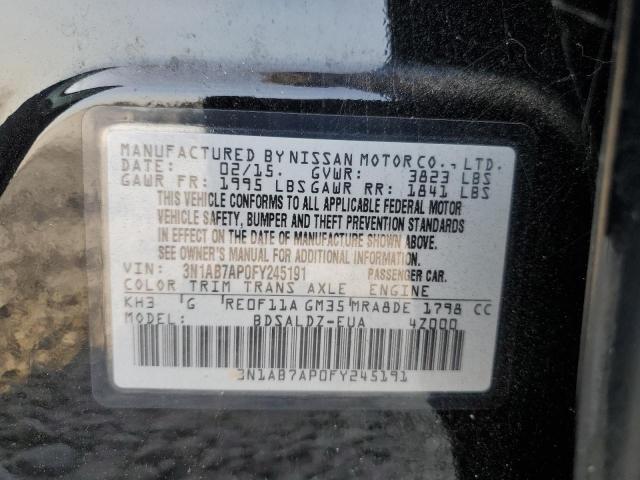 MANUFACTURED BY NISSAN MOTOR CO., LTD.
DATE: 02/15. GVWR: 3823 LBS
GAWR FR: 1995 LBS GAWR RR: 1841 LBS
THIS VEHICLE CONFORMS TO ALL APPLICABLE FEDERAL MOTOR
VEHICLE SAFETY, BUMPER AND THEFT PREVENTION STANDARDS
IN EFFECT ON THE DATE OF MANUFACTURE SHOWN ABOVE.
SEE OWNER'S MANUAL FOR ADDITIONAL INFORMATION
VIN: 3N1AB7AP0FY245191 PASSENGER CAR.
COLOR TRIM TRANS AXLE ENGINE
KH3 G RE0F11A GM35 MRA8DE 1798 CC
BDSALDZ-EUA 4Z000
3N1AB7AP0FY245191